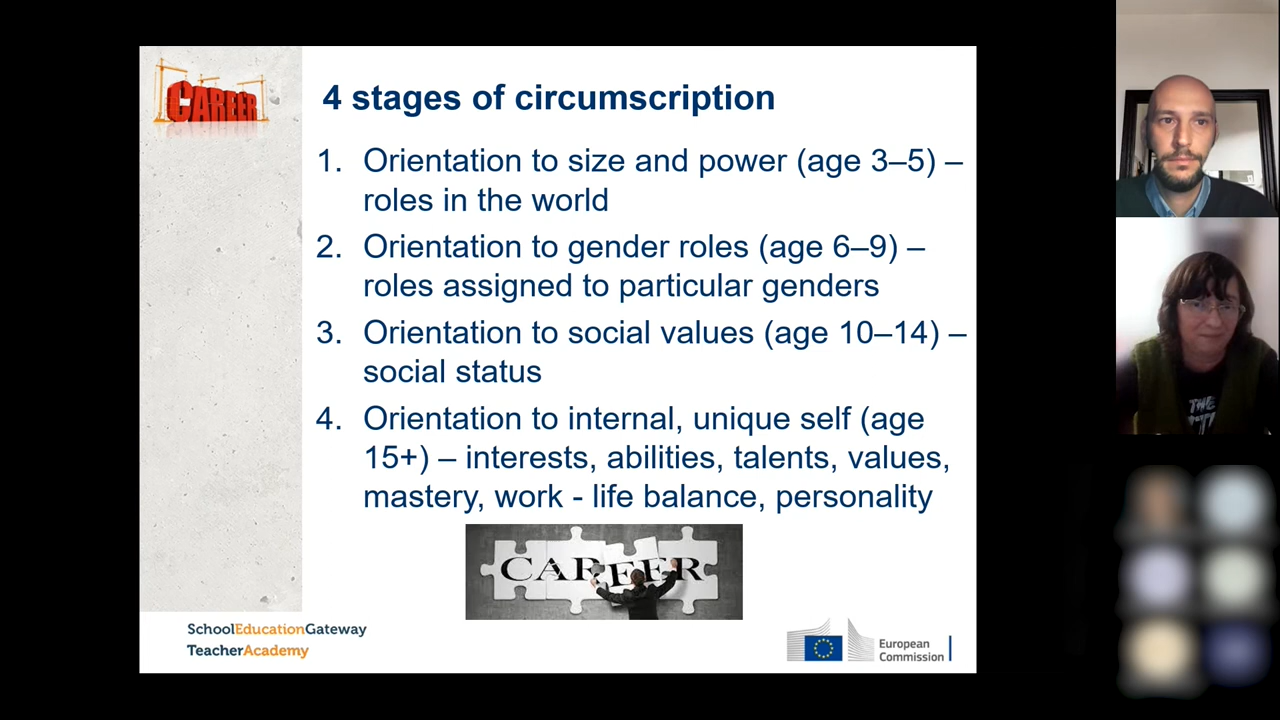 CAREER
4 stages of circumscription
1. Orientation to size and power (age 3–5) –
roles in the world
2. Orientation to gender roles (age 6–9) –
roles assigned to particular genders
3. Orientation to social values (age 10–14) –
social status
4. Orientation to internal, unique self (age
15+) – interests, abilities, talents, values,
mastery, work - life balance, personality
CAREER
SchoolEducationGateway
TeacherAcademy
European
Commission
THE